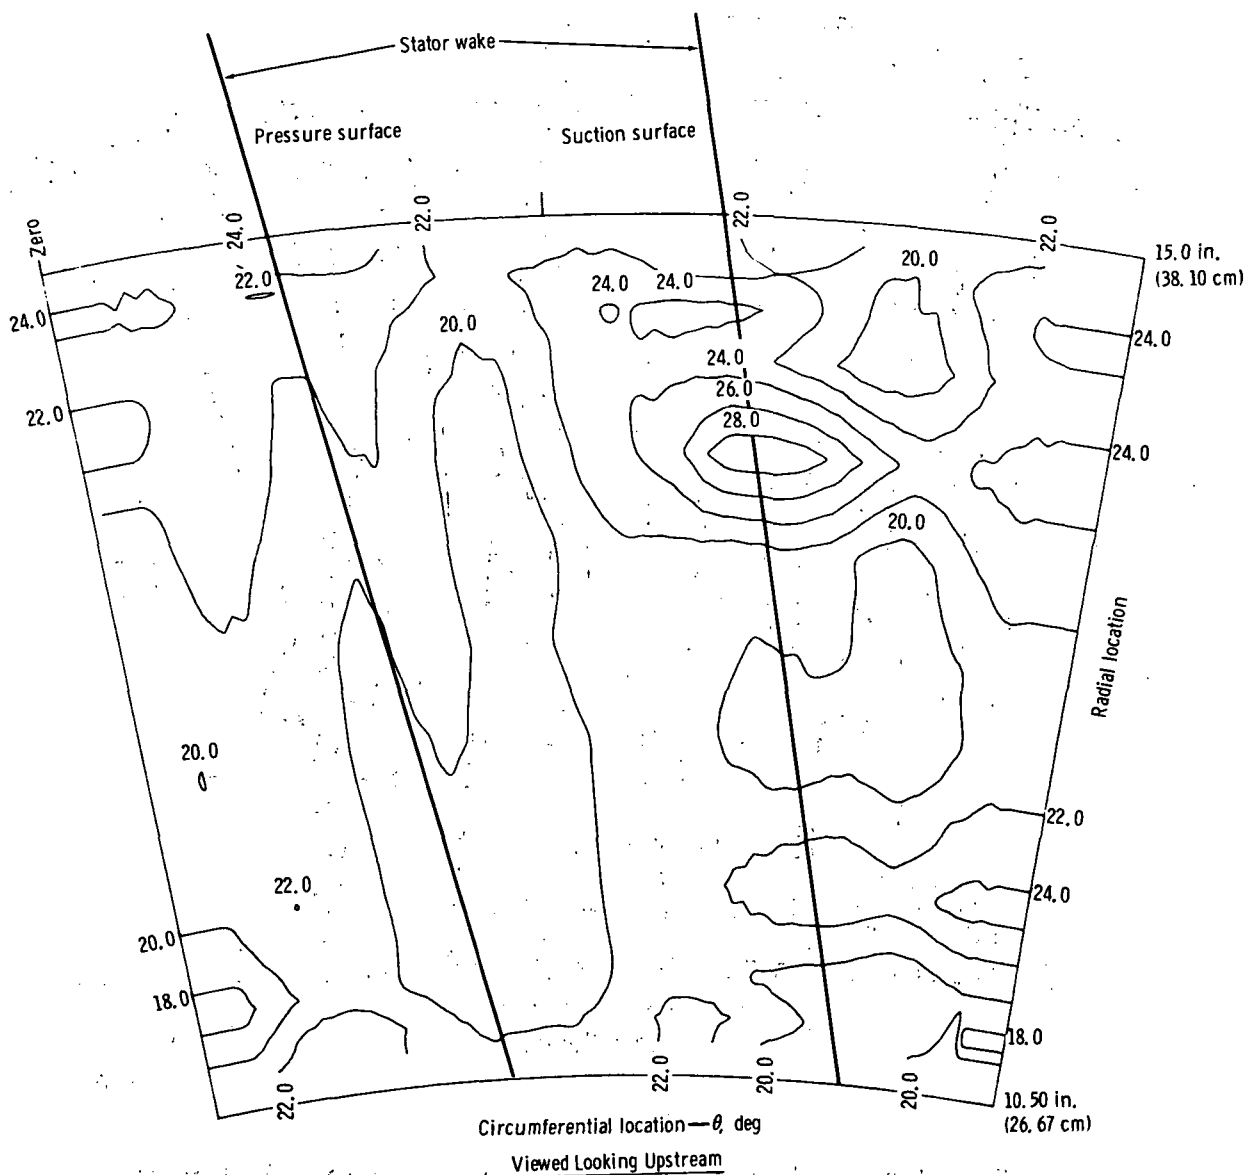 Stator wake
Pressure surface
Suction surface
Zero
24.0
22.0
22.0
22.0
15.0 in.
(38.10 cm)
22.0
24.0
24.0
20.0
24.0
20.0
24.0
24.0
26.0
22.0
28.0
24.0
20.0
Radial location
20.0
22.0
22.0
24.0
20.0
18.0
18.0
22.0
22.0
20.0
20.0
10.50 in.
(26.67 cm)
Circumferential location—θ, deg
Viewed Looking Upstream